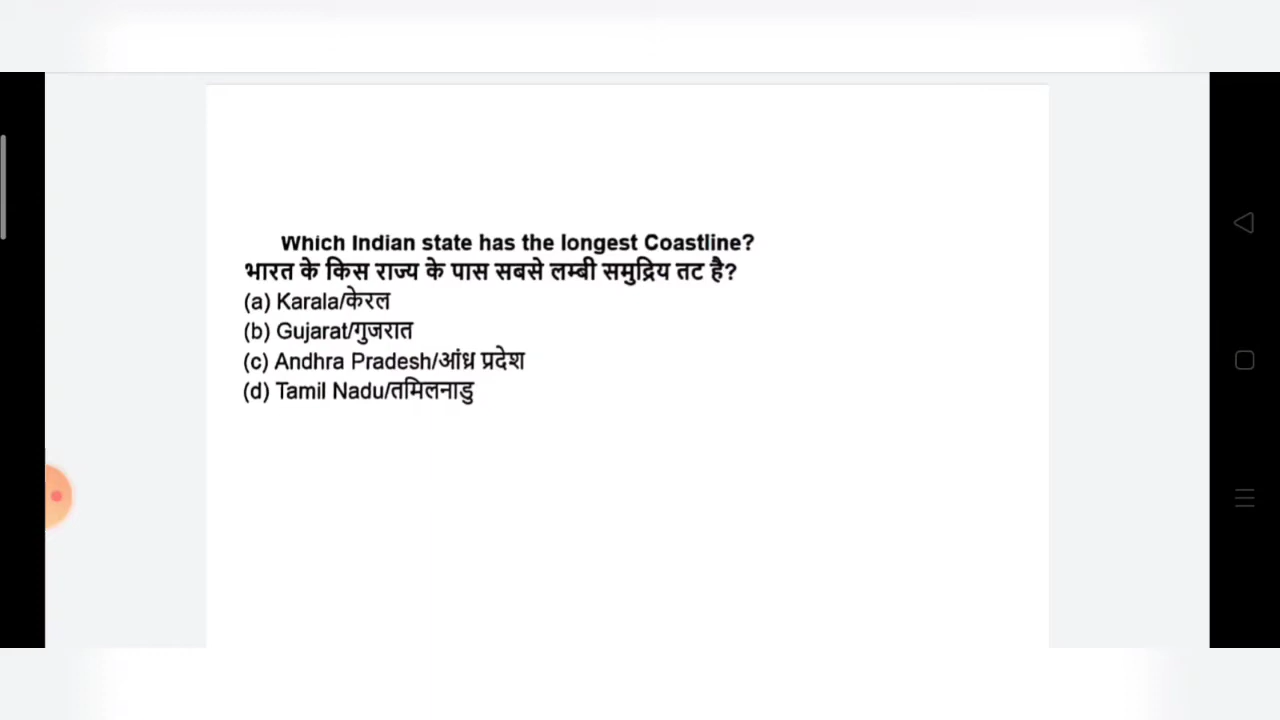 Which Indian state has the longest Coastline?
भारत के किस राज्य के पास सबसे लम्बी समुद्रिय तट है?
(a) Karala/केरल
(b) Gujarat/गुजरात
(c) Andhra Pradesh/आंध्र प्रदेश
(d) Tamil Nadu/तमिलनाडु